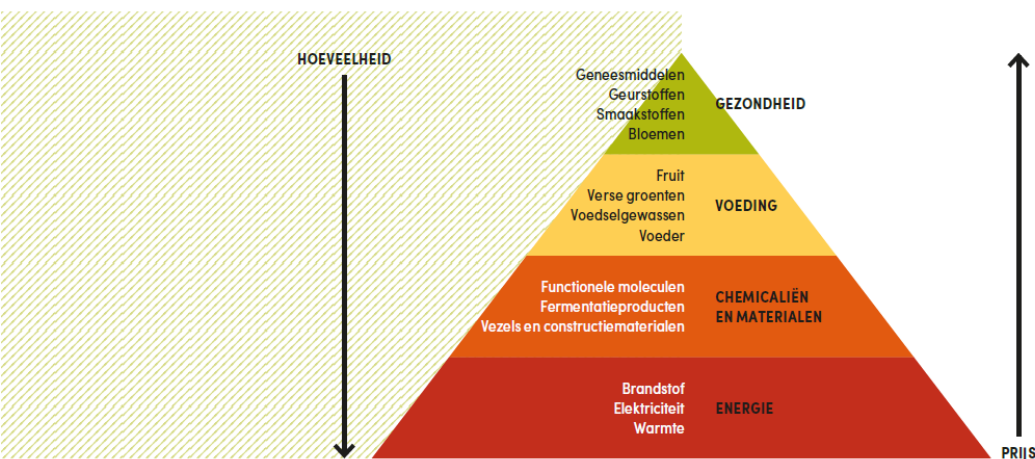 HOEVEELHEID
Geneesmiddelen
Geurstoffen
Smaakstoffen
Bloemen
GEZONDHEID
Fruit
Verse groenten
Voedselgewassen
Voeder
VOEDING
Functionele moleculen
Fermentatieproducten
Vezels en constructiematerialen
CHEMICALIËN
EN MATERIALEN
Brandstof
Elektriciteit
Warmte
ENERGIE
PRIJS